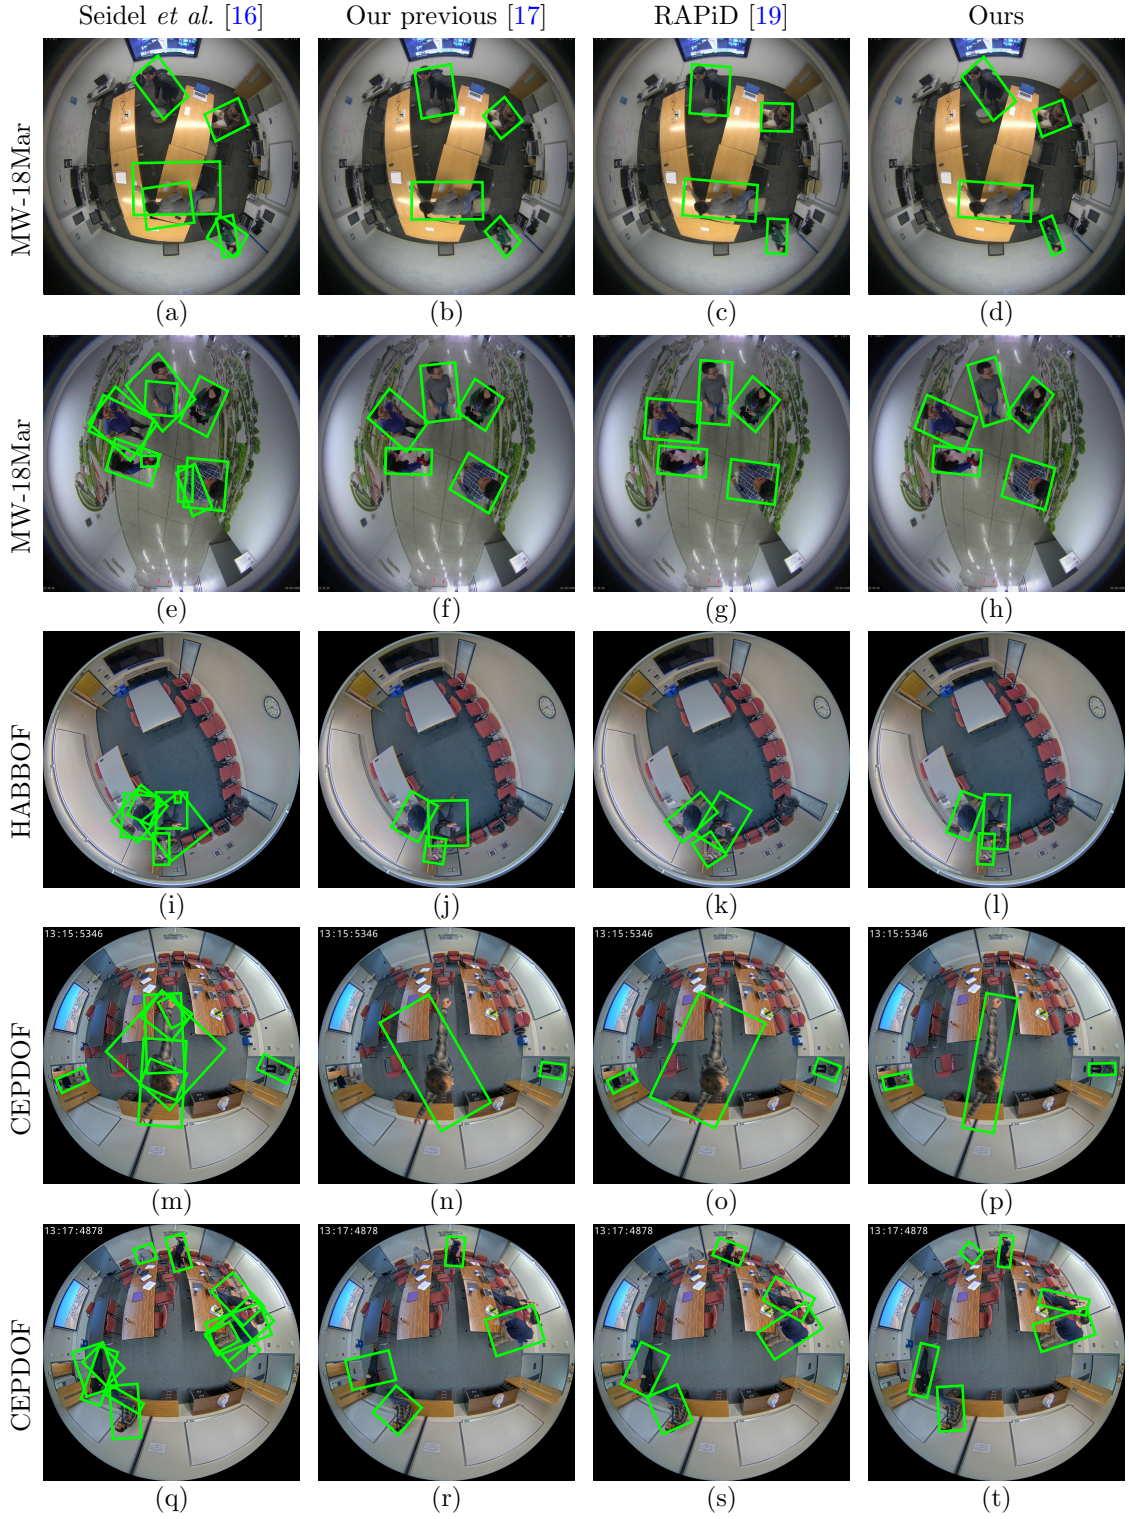 Seidel et al. [16] Our previous [17] RAPiD [19] Ours
MW-18Mar
(a) (b) (c) (d)
MW-18Mar
(e) (f) (g) (h)
HABBOF
(i) (j) (k) (l)
13:15:5346 13:15:5346 13:15:5346 13:15:5346
CEPDOF
(m) (n) (o) (p)
13:17:4878 13:17:4878 13:17:4878 13:17:4878
CEPDOF
(q) (r) (s) (t)